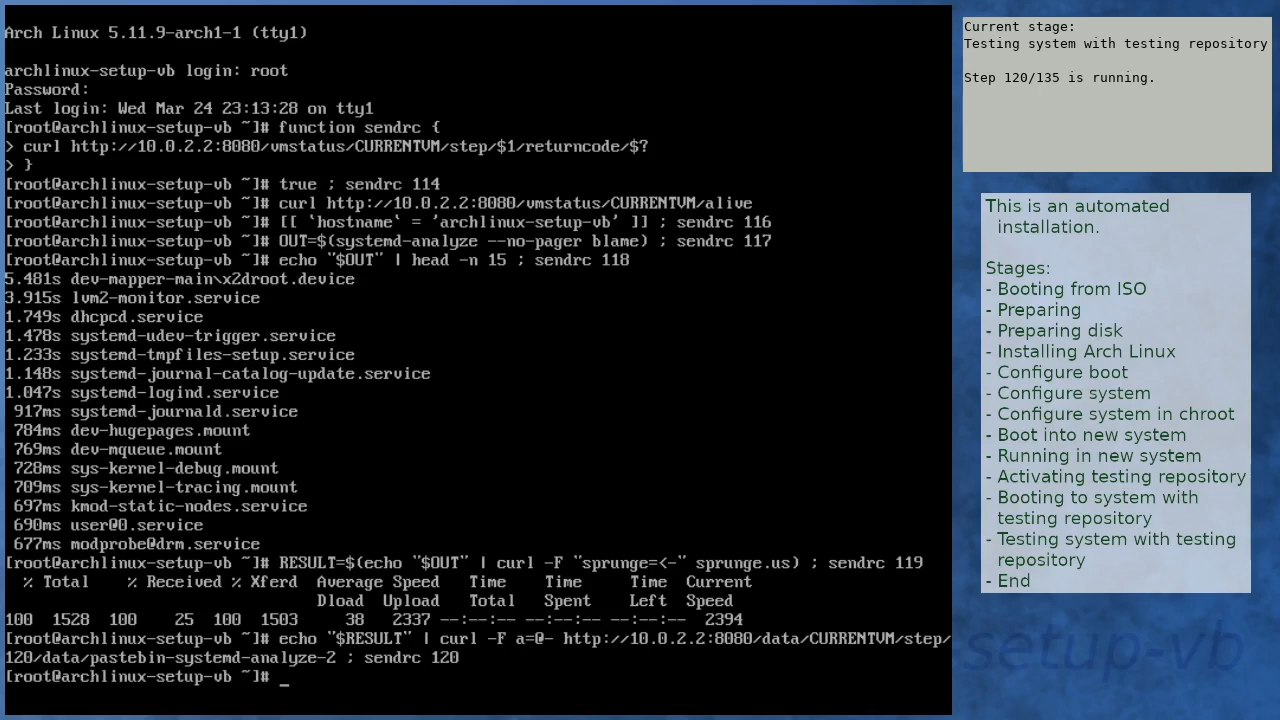 Arch Linux 5.11.9-arch1-1 (tty1)
archlinux-setup-vb login: root
Password:
Last login: Wed Mar 24 23:13:28 on tty1
[root@archlinux-setup-vb ~]# function sendrc {
> curl http://10.0.2.2:8080/vmstatus/CURRENTVM/step/$1/returncode/$?
> }
[root@archlinux-setup-vb ~]# true ; sendrc 114
[root@archlinux-setup-vb ~]# curl http://10.0.2.2:8080/vmstatus/CURRENTVM/alive
[root@archlinux-setup-vb ~]# [[ `hostname` = 'archlinux-setup-vb' ]] ; sendrc 116
[root@archlinux-setup-vb ~]# OUT=$(systemd-analyze --no-pager blame) ; sendrc 117
[root@archlinux-setup-vb ~]# echo "$OUT" | head -n 15 ; sendrc 118
5.481s dev-mapper-main\x2droot.device
3.915s lvm2-monitor.service
1.749s dhcpcd.service
1.478s systemd-udev-trigger.service
1.233s systemd-tmpfiles-setup.service
1.148s systemd-journal-catalog-update.service
1.047s systemd-logind.service
917ms systemd-journald.service
784ms dev-hugepages.mount
769ms dev-mqueue.mount
728ms sys-kernel-debug.mount
709ms sys-kernel-tracing.mount
697ms kmod-static-nodes.service
690ms user@0.service
677ms modprobe@drm.service
[root@archlinux-setup-vb ~]# RESULT=$(echo "$OUT" | curl -F "sprunge=<-" sprunge.us) ; sendrc 119
% Total % Received % Xferd Average Speed Time Time Time Current
Dload Upload Total Spent Left Speed
100 1528 100 25 100 1503 38 2337 --:--:-- --:--:-- --:--:-- 2394
[root@archlinux-setup-vb ~]# echo "$RESULT" | curl -F a=@- http://10.0.2.2:8080/data/CURRENTVM/step/
120/data/pastebin-systemd-analyze-2 ; sendrc 120
[root@archlinux-setup-vb ~]# _
Current stage:
Testing system with testing repository
Step 120/135 is running.
This is an automated
installation.
Stages:
- Booting from ISO
- Preparing
- Preparing disk
- Installing Arch Linux
- Configure boot
- Configure system
- Configure system in chroot
- Boot into new system
- Running in new system
- Activating testing repository
- Booting to system with
testing repository
- Testing system with testing
repository
- End
setup-vb